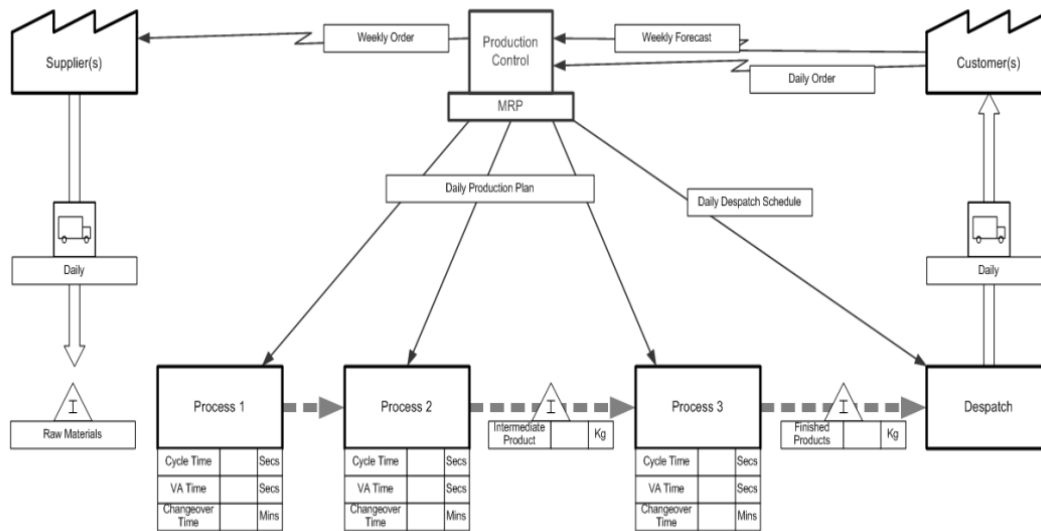 Weekly Order
Production
Control
Weekly Forecast
Supplier(s)
Customer(s)
Daily Order
MRP
Daily Production Plan
Daily Despatch Schedule
Daily
Daily
I
Raw Materials
Process 1
Process 2
I
Intermediate
Product
Kg
Process 3
I
Finished
Products
Kg
Despatch
Cycle Time Secs
VA Time Secs
Changeover
Time
Mins
Cycle Time Secs
VA Time Secs
Changeover
Time
Mins
Cycle Time Secs
VA Time Secs
Changeover
Time
Mins